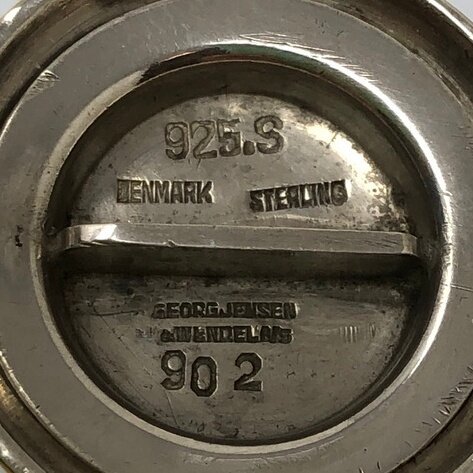 925.S
DENMARK STERLING
GEORG JENSEN
& WENDEL A/S
90 2